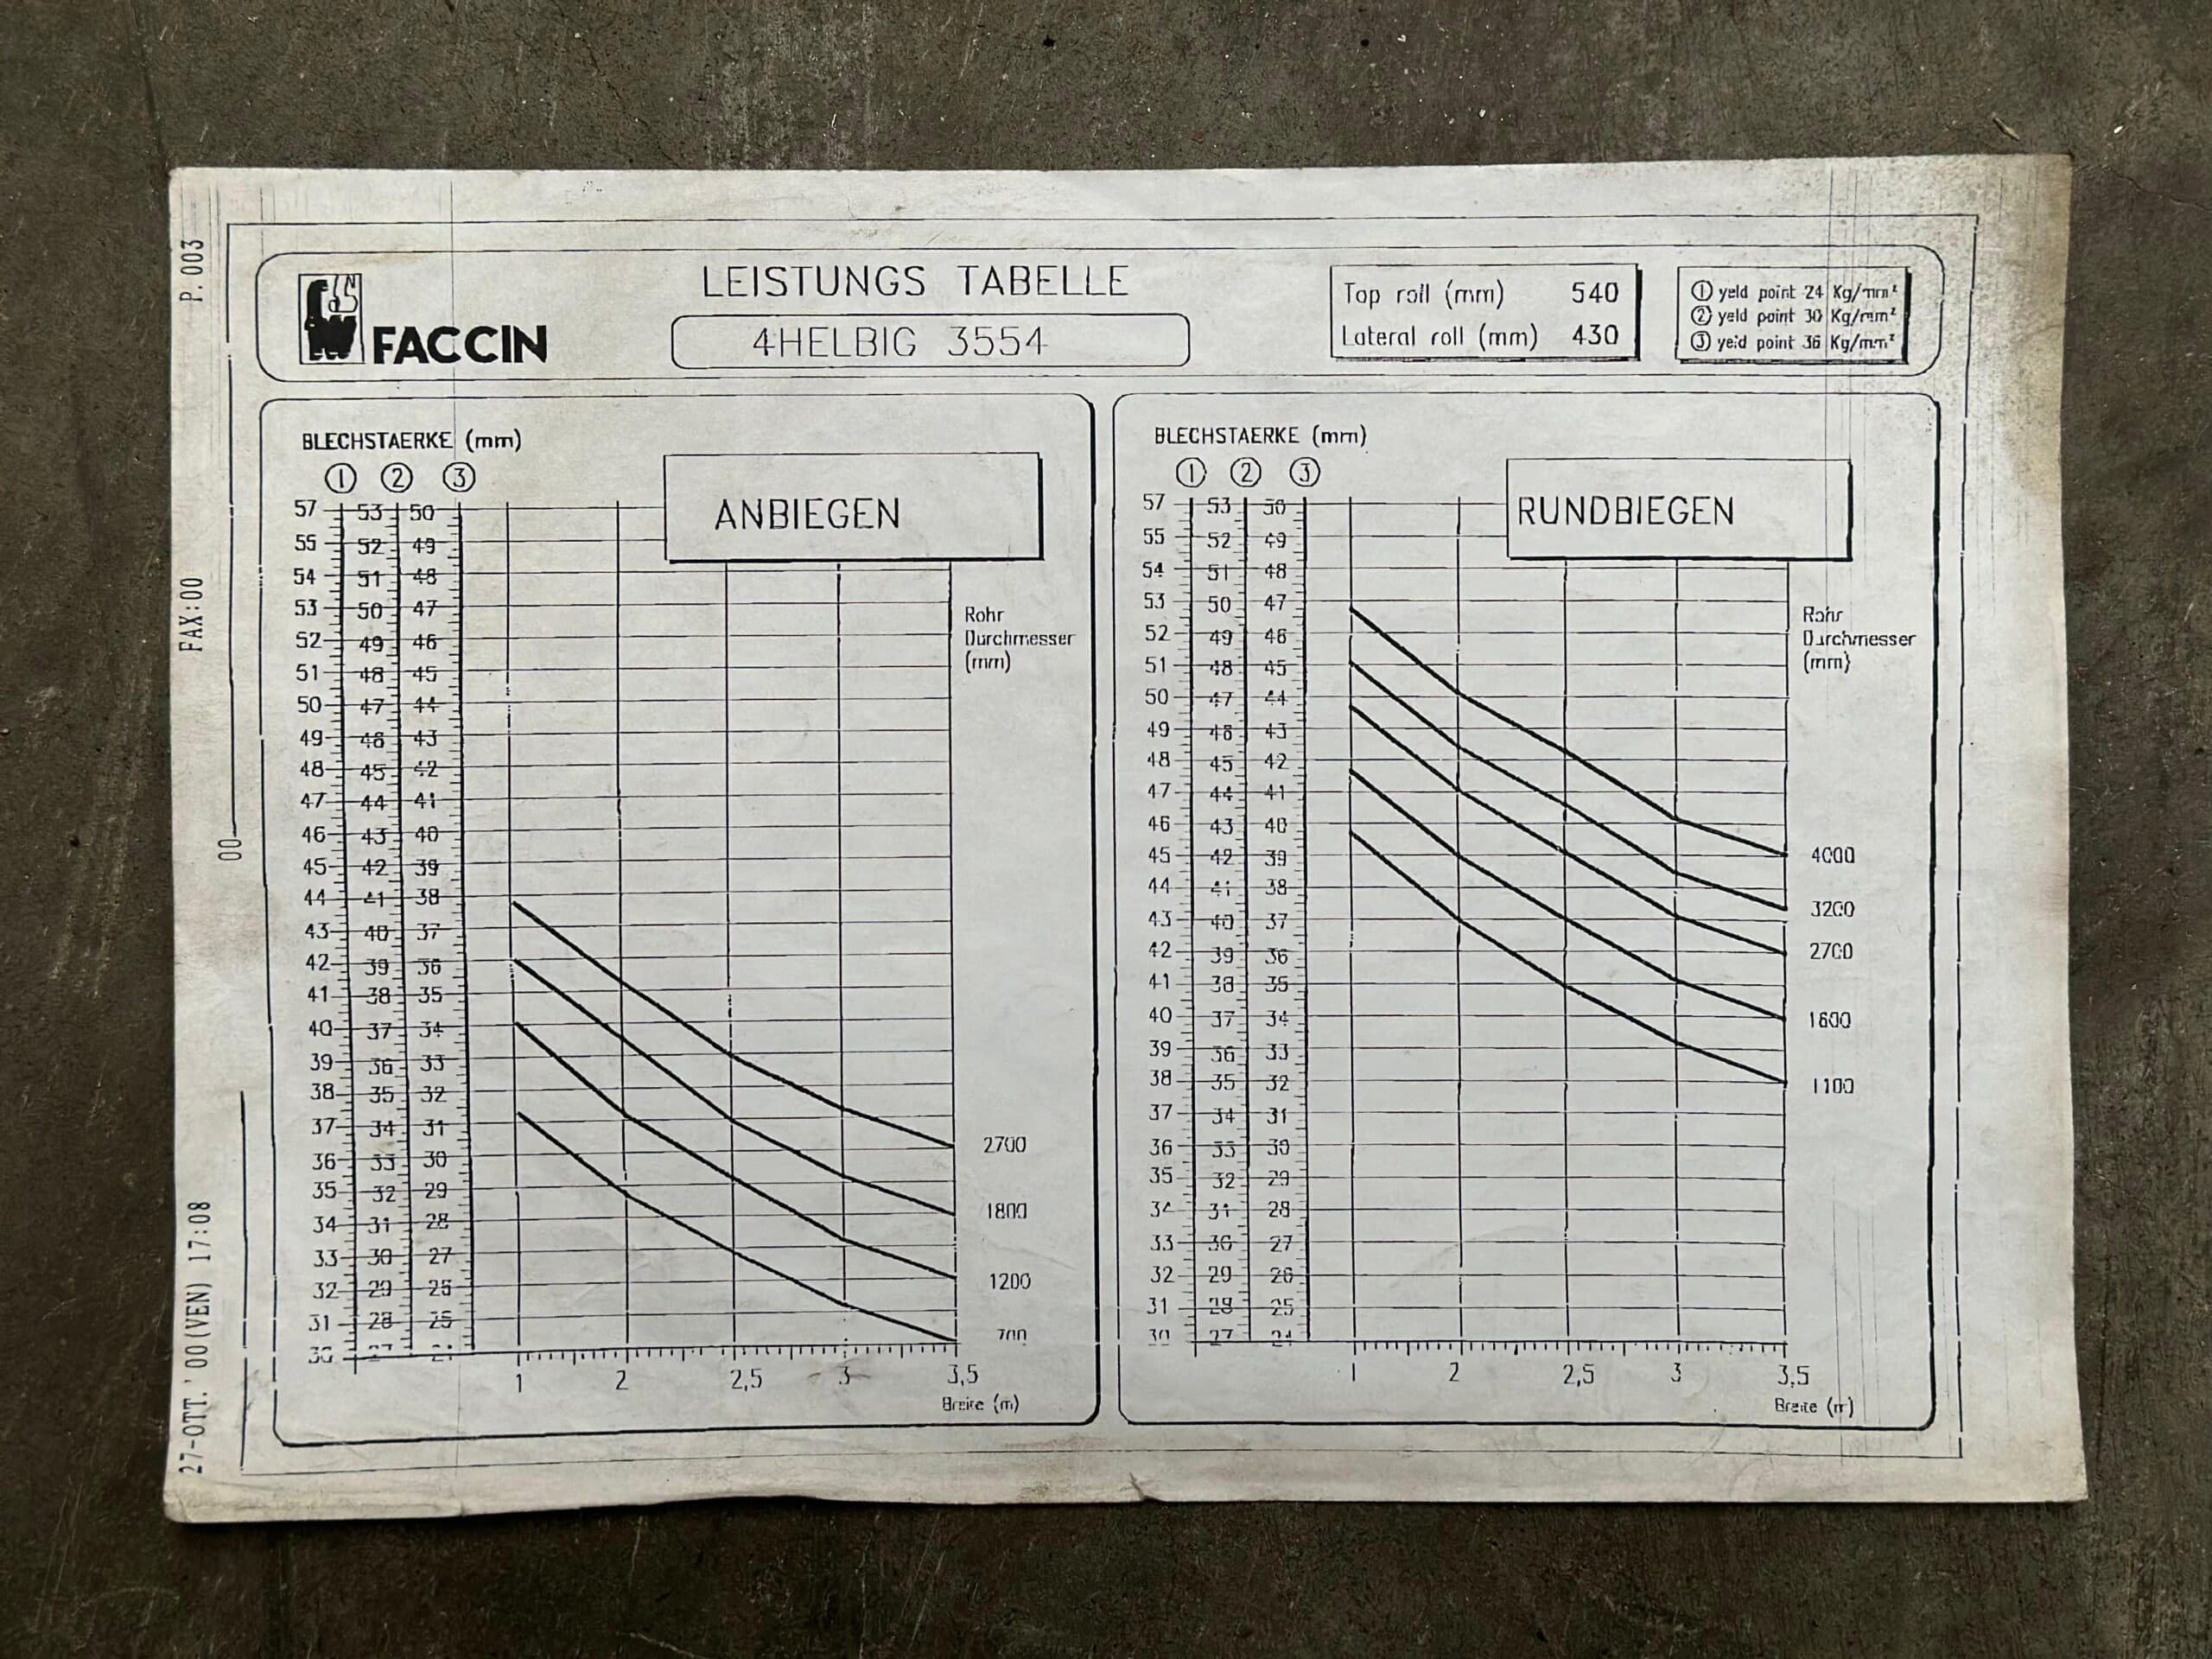 P.003
FAX:00
00
27-OTT.'00(VEN) 17:08
FACCIN
LEISTUNGS TABELLE
4HELBIG 3554
Top roll (mm) 540
Lateral roll (mm) 430
① yeld point 24 Kg/mm²
② yeld point 30 Kg/mm²
③ yeld point 36 Kg/mm²
BLECHSTAERKE (mm)
① ② ③
ANBIEGEN
57 53 50
55 52 49
54 51 48
53 50 47
52 49 46
51 48 45
50 47 44
49 46 43
48 45 42
47 44 41
46 43 40
45 42 39
44 41 38
43 40 37
42 39 36
41 38 35
40 37 34
39 36 33
38 35 32
37 34 31
36 33 30
35 32 29
34 31 28
33 30 27
32 29 26
31 28 25
30 27 24
Rohr
Durchmesser
(mm)
2700
1800
1200
700
1 2 2,5 3 3,5
Breite (m)
BLECHSTAERKE (mm)
① ② ③
RUNDBIEGEN
57 53 50
55 52 49
54 51 48
53 50 47
52 49 46
51 48 45
50 47 44
49 46 43
48 45 42
47 44 41
46 43 40
45 42 39
44 41 38
43 40 37
42 39 36
41 38 35
40 37 34
39 36 33
38 35 32
37 34 31
36 33 30
35 32 29
34 31 28
33 30 27
32 29 26
31 28 25
30 27 24
Rohr
Durchmesser
(mm)
4000
3200
2700
1600
1100
1 2 2,5 3 3,5
Breite (m)